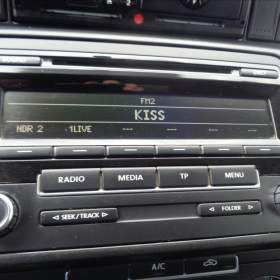 FM2
KISS
NDR 2 1LIVE --- --- --- ---
RADIO MEDIA TP MENU
SEEK/TRACK FOLDER
A/C